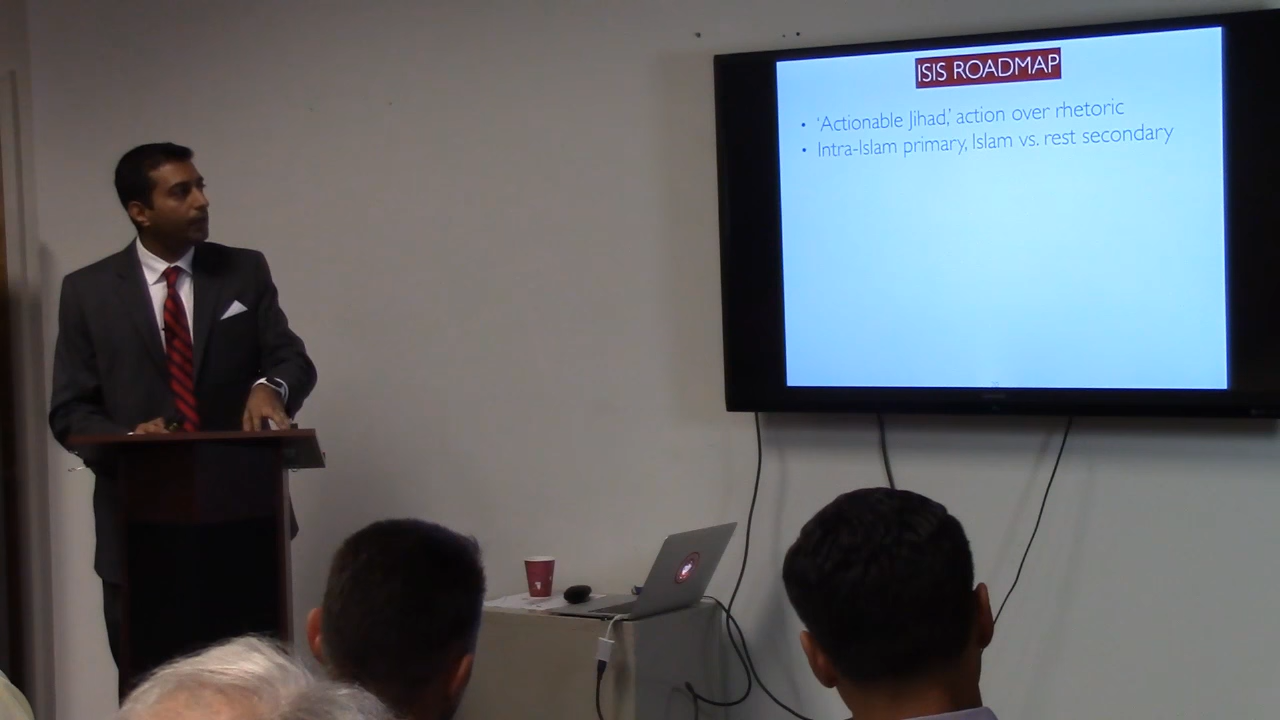 ISIS ROADMAP
• ‘Actionable Jihad,’ action over rhetoric
• Intra-Islam primary, Islam vs. rest secondary